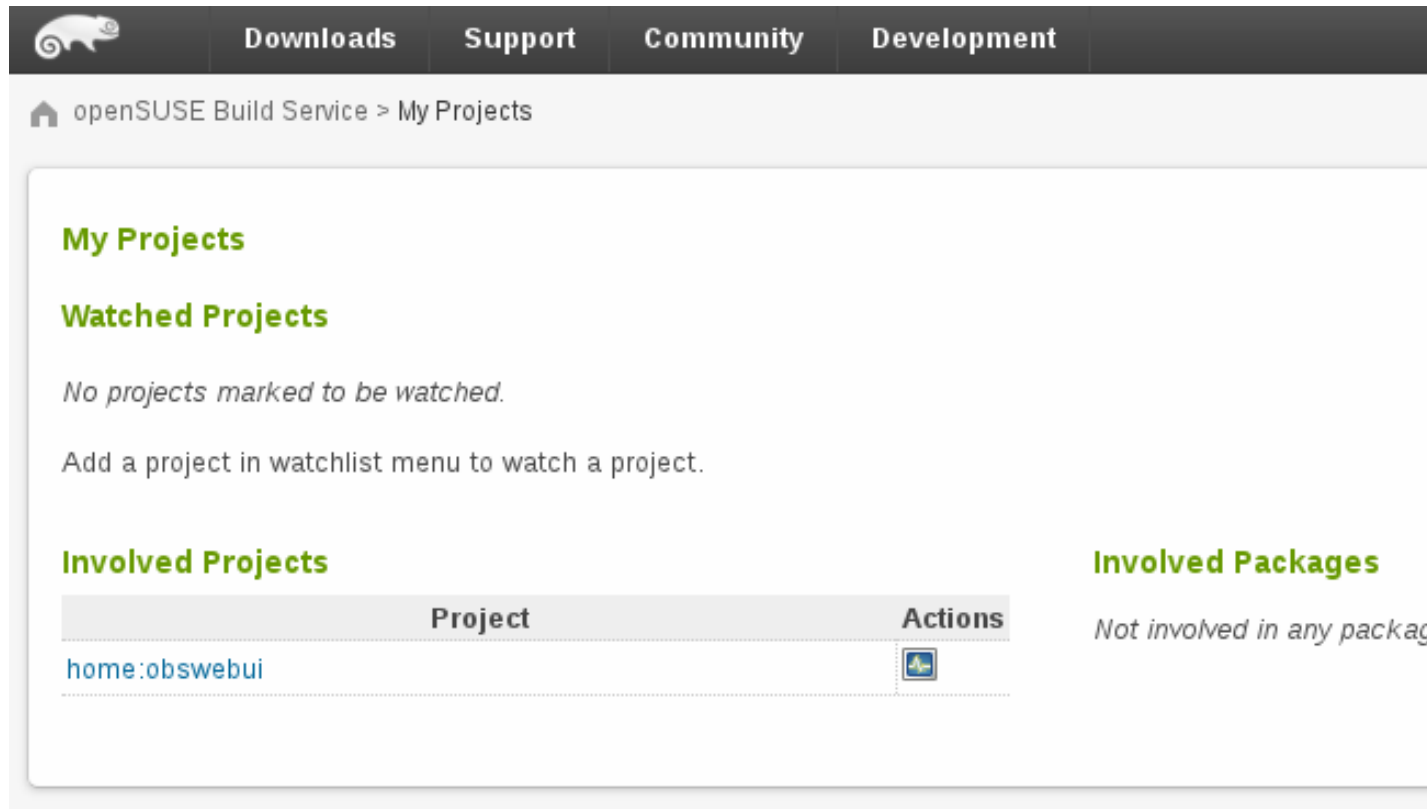 Downloads Support Community Development
openSUSE Build Service > My Projects
My Projects
Watched Projects
No projects marked to be watched.
Add a project in watchlist menu to watch a project.
Involved Projects
Project Actions
home:obswebui
Involved Packages
Not involved in any